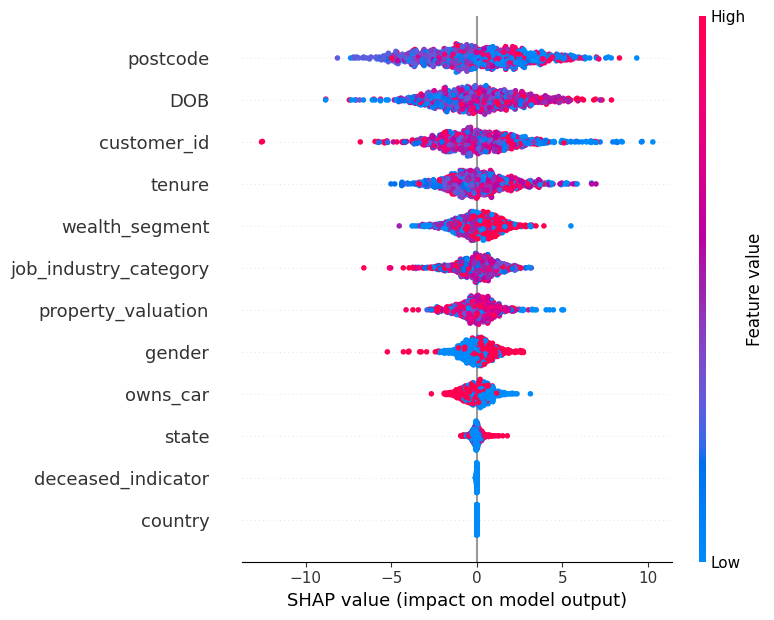 High
postcode
DOB
customer_id
tenure
wealth_segment
job_industry_category
property_valuation
gender
owns_car
state
deceased_indicator
country
Feature value
Low
−10 −5 0 5 10
SHAP value (impact on model output)